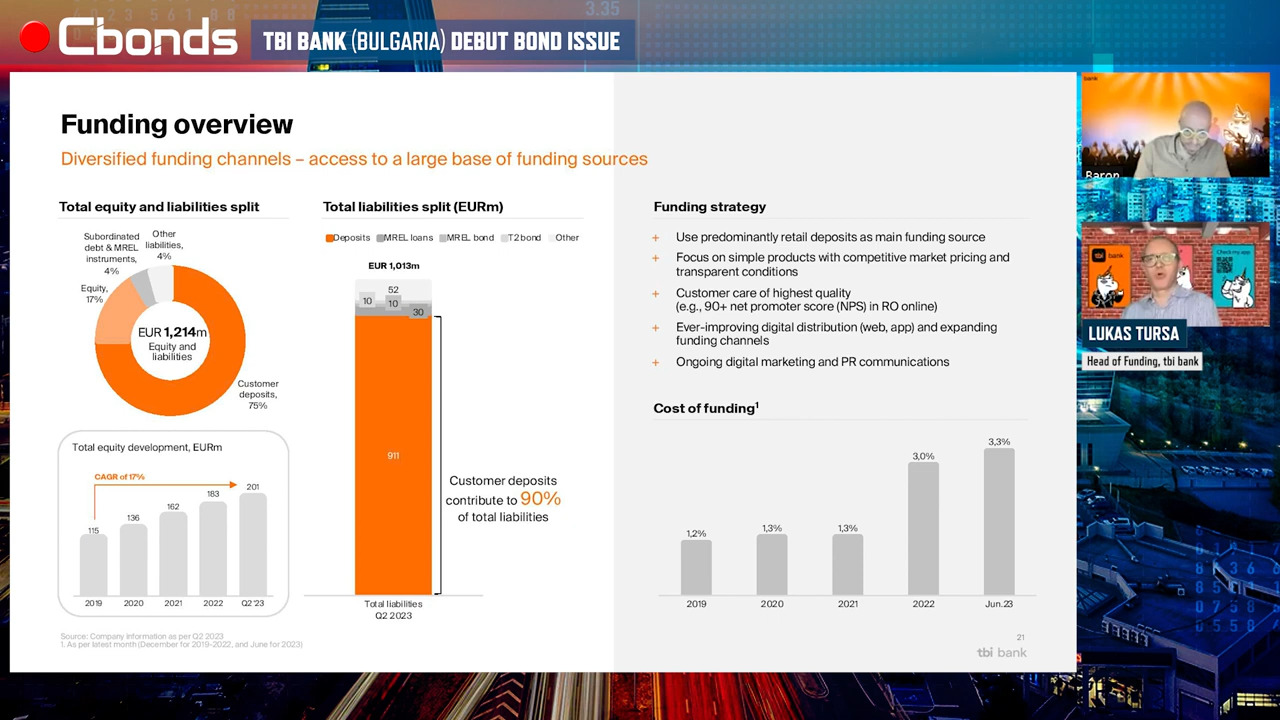 Cbonds
TBI BANK (BULGARIA) DEBUT BOND ISSUE
3.35
Funding overview
Diversified funding channels – access to a large base of funding sources
Total equity and liabilities split
Subordinated
debt & MREL
instruments,
4%
Other
liabilities,
4%
Equity,
17%
EUR 1,214m
Equity and
liabilities
Customer
deposits,
75%
Total equity development, EURm
CAGR of 17%
115
136
162
183
201
2019
2020
2021
2022
Q2'23
Total liabilities split (EURm)
Deposits
MREL loans
MREL bond
T2 bond
Other
EUR 1,013m
52
10
10
30
911
Customer deposits
contribute to 90%
of total liabilities
Total liabilities
Q2 2023
Funding strategy
+ Use predominantly retail deposits as main funding source
+ Focus on simple products with competitive market pricing and
transparent conditions
+ Customer care of highest quality
(e.g., 90+ net promoter score (NPS) in RO online)
+ Ever-improving digital distribution (web, app) and expanding
funding channels
+ Ongoing digital marketing and PR communications
Cost of funding1
1,2%
1,3%
1,3%
3,0%
3,3%
2019
2020
2021
2022
Jun.23
Source: Company Information as per Q2 2023
1. As per latest month (December for 2019-2022, and June for 2023)
21
tbi bank
bank
Baron
tbi
bank
Check my app
LUKAS TURSA
Head of Funding, tbi bank